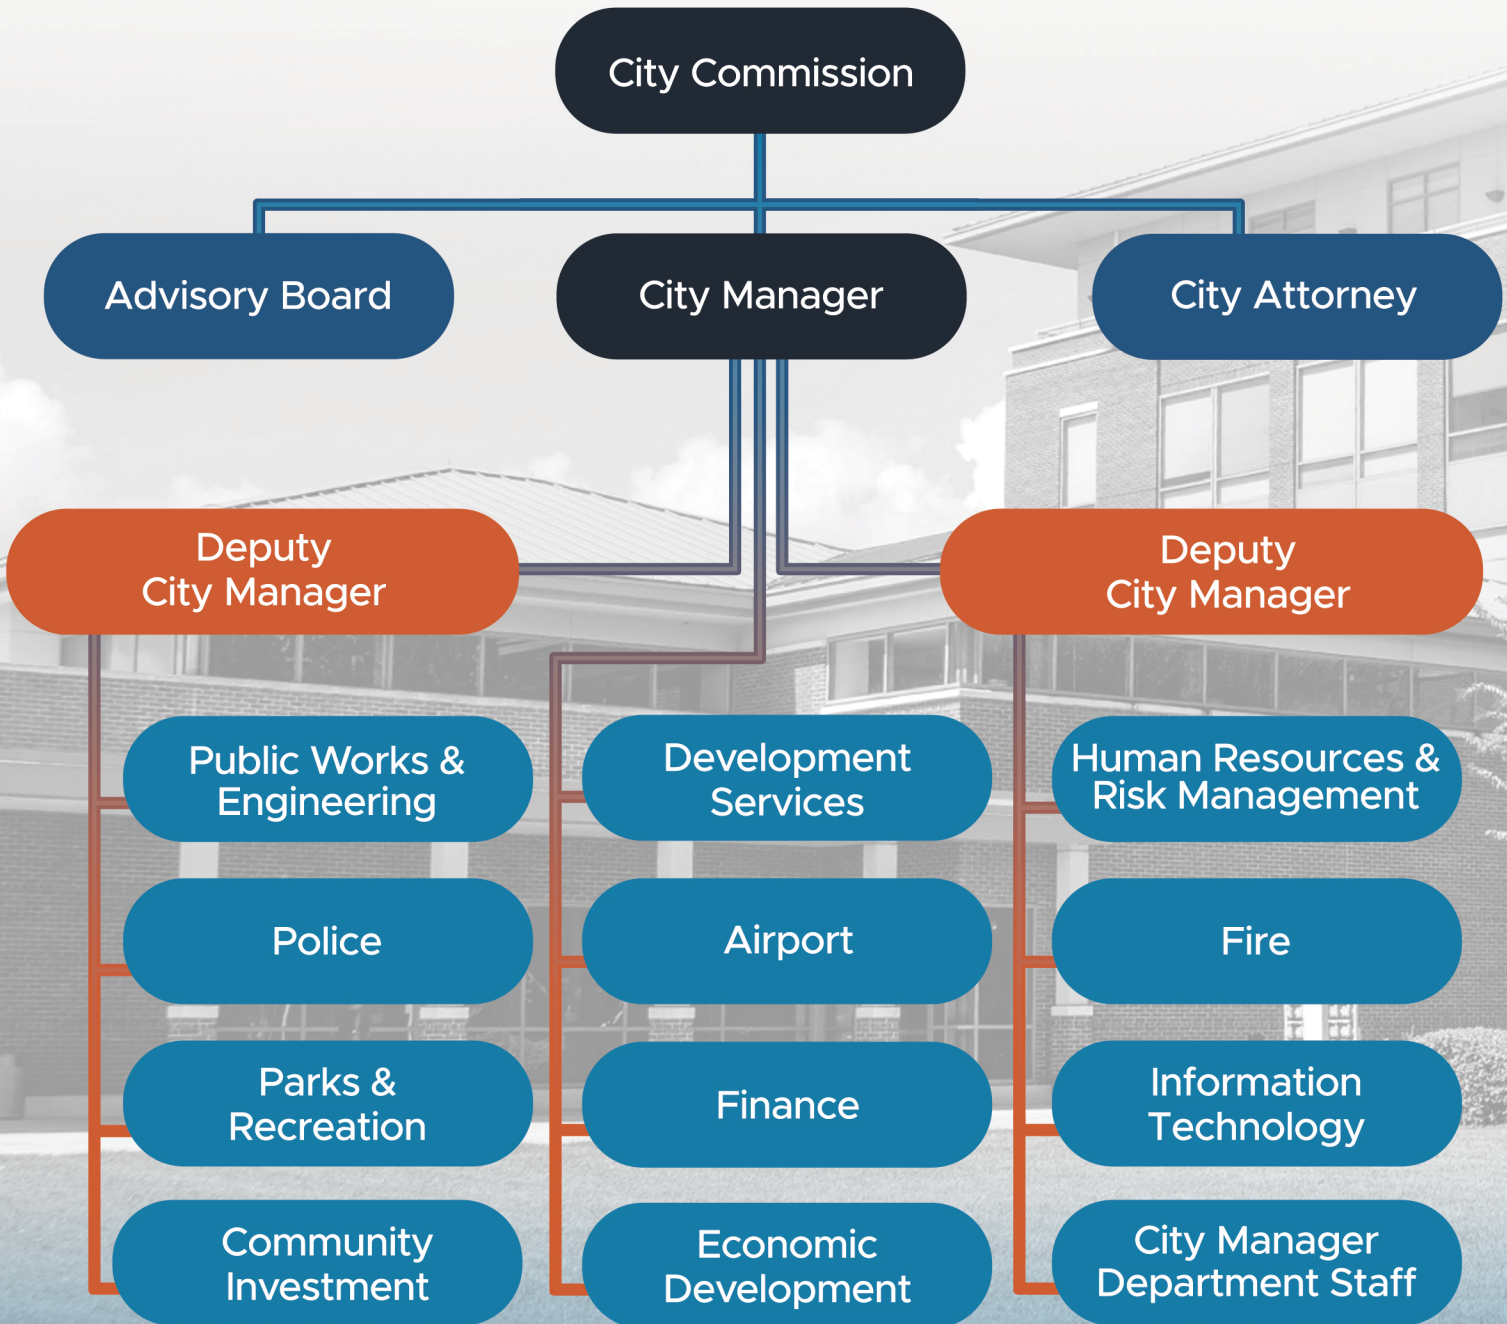 City Commission
Advisory Board
City Manager
City Attorney
Deputy
City Manager
Deputy
City Manager
Public Works &
Engineering
Development
Services
Human Resources &
Risk Management
Police
Airport
Fire
Parks &
Recreation
Finance
Information
Technology
Community
Investment
Economic
Development
City Manager
Department Staff